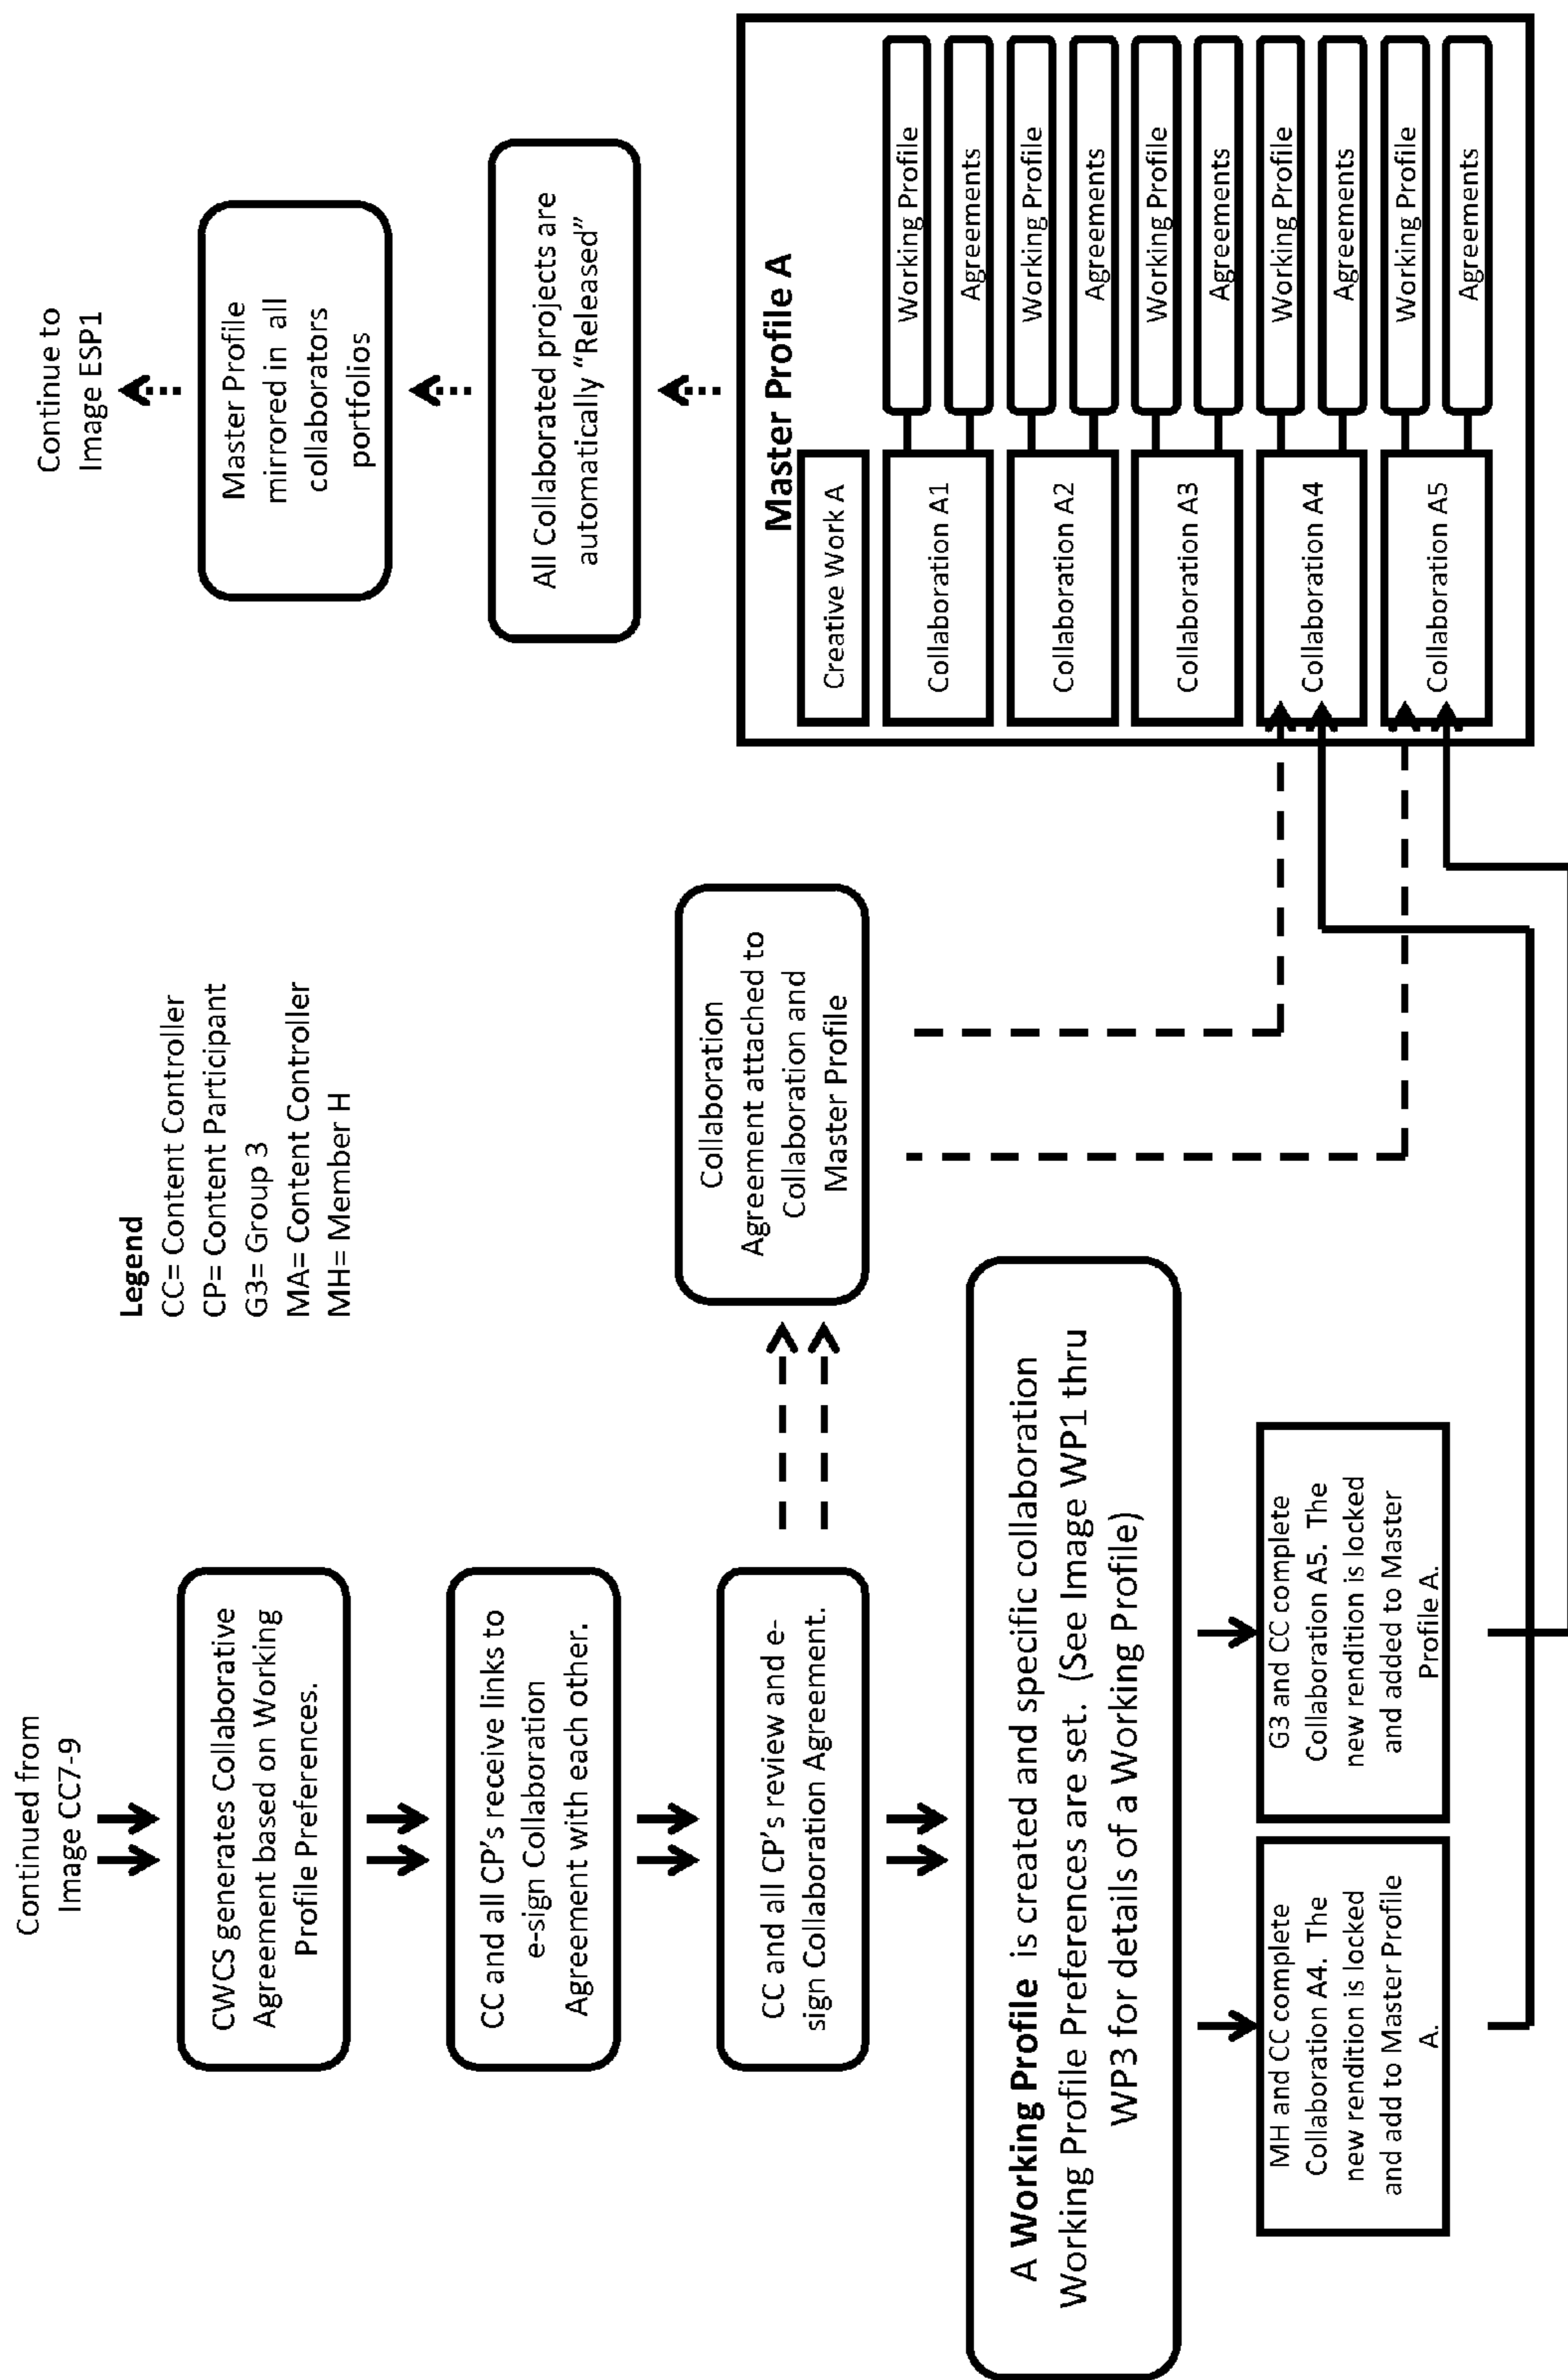 Continued from
Image CC7-9
CWCS generates Collaborative
Agreement based on Working
Profile Preferences.
CC and all CP's receive links to
e-sign Collaboration
Agreement with each other.
CC and all CP's review and e-
sign Collaboration Agreement.
A Working Profile is created and specific collaboration
Working Profile Preferences are set. (See Image WP1 thru
WP3 for details of a Working Profile)
MH and CC complete
Collaboration A4. The
new rendition is locked
and add to Master Profile
A.
G3 and CC complete
Collaboration A5. The
new rendition is locked
and added to Master
Profile A.
Legend
CC= Content Controller
CP= Content Participant
G3= Group 3
MA= Content Controller
MH= Member H
Collaboration
Agreement attached to
Collaboration and
Master Profile
Continue to
Image ESP1
Master Profile
mirrored in all
collaborators
portfolios
All Collaborated projects are
automatically “Released”
Master Profile A
Creative Work A
Collaboration A1
Working Profile
Agreements
Collaboration A2
Working Profile
Agreements
Collaboration A3
Working Profile
Agreements
Collaboration A4
Working Profile
Agreements
Collaboration A5
Working Profile
Agreements